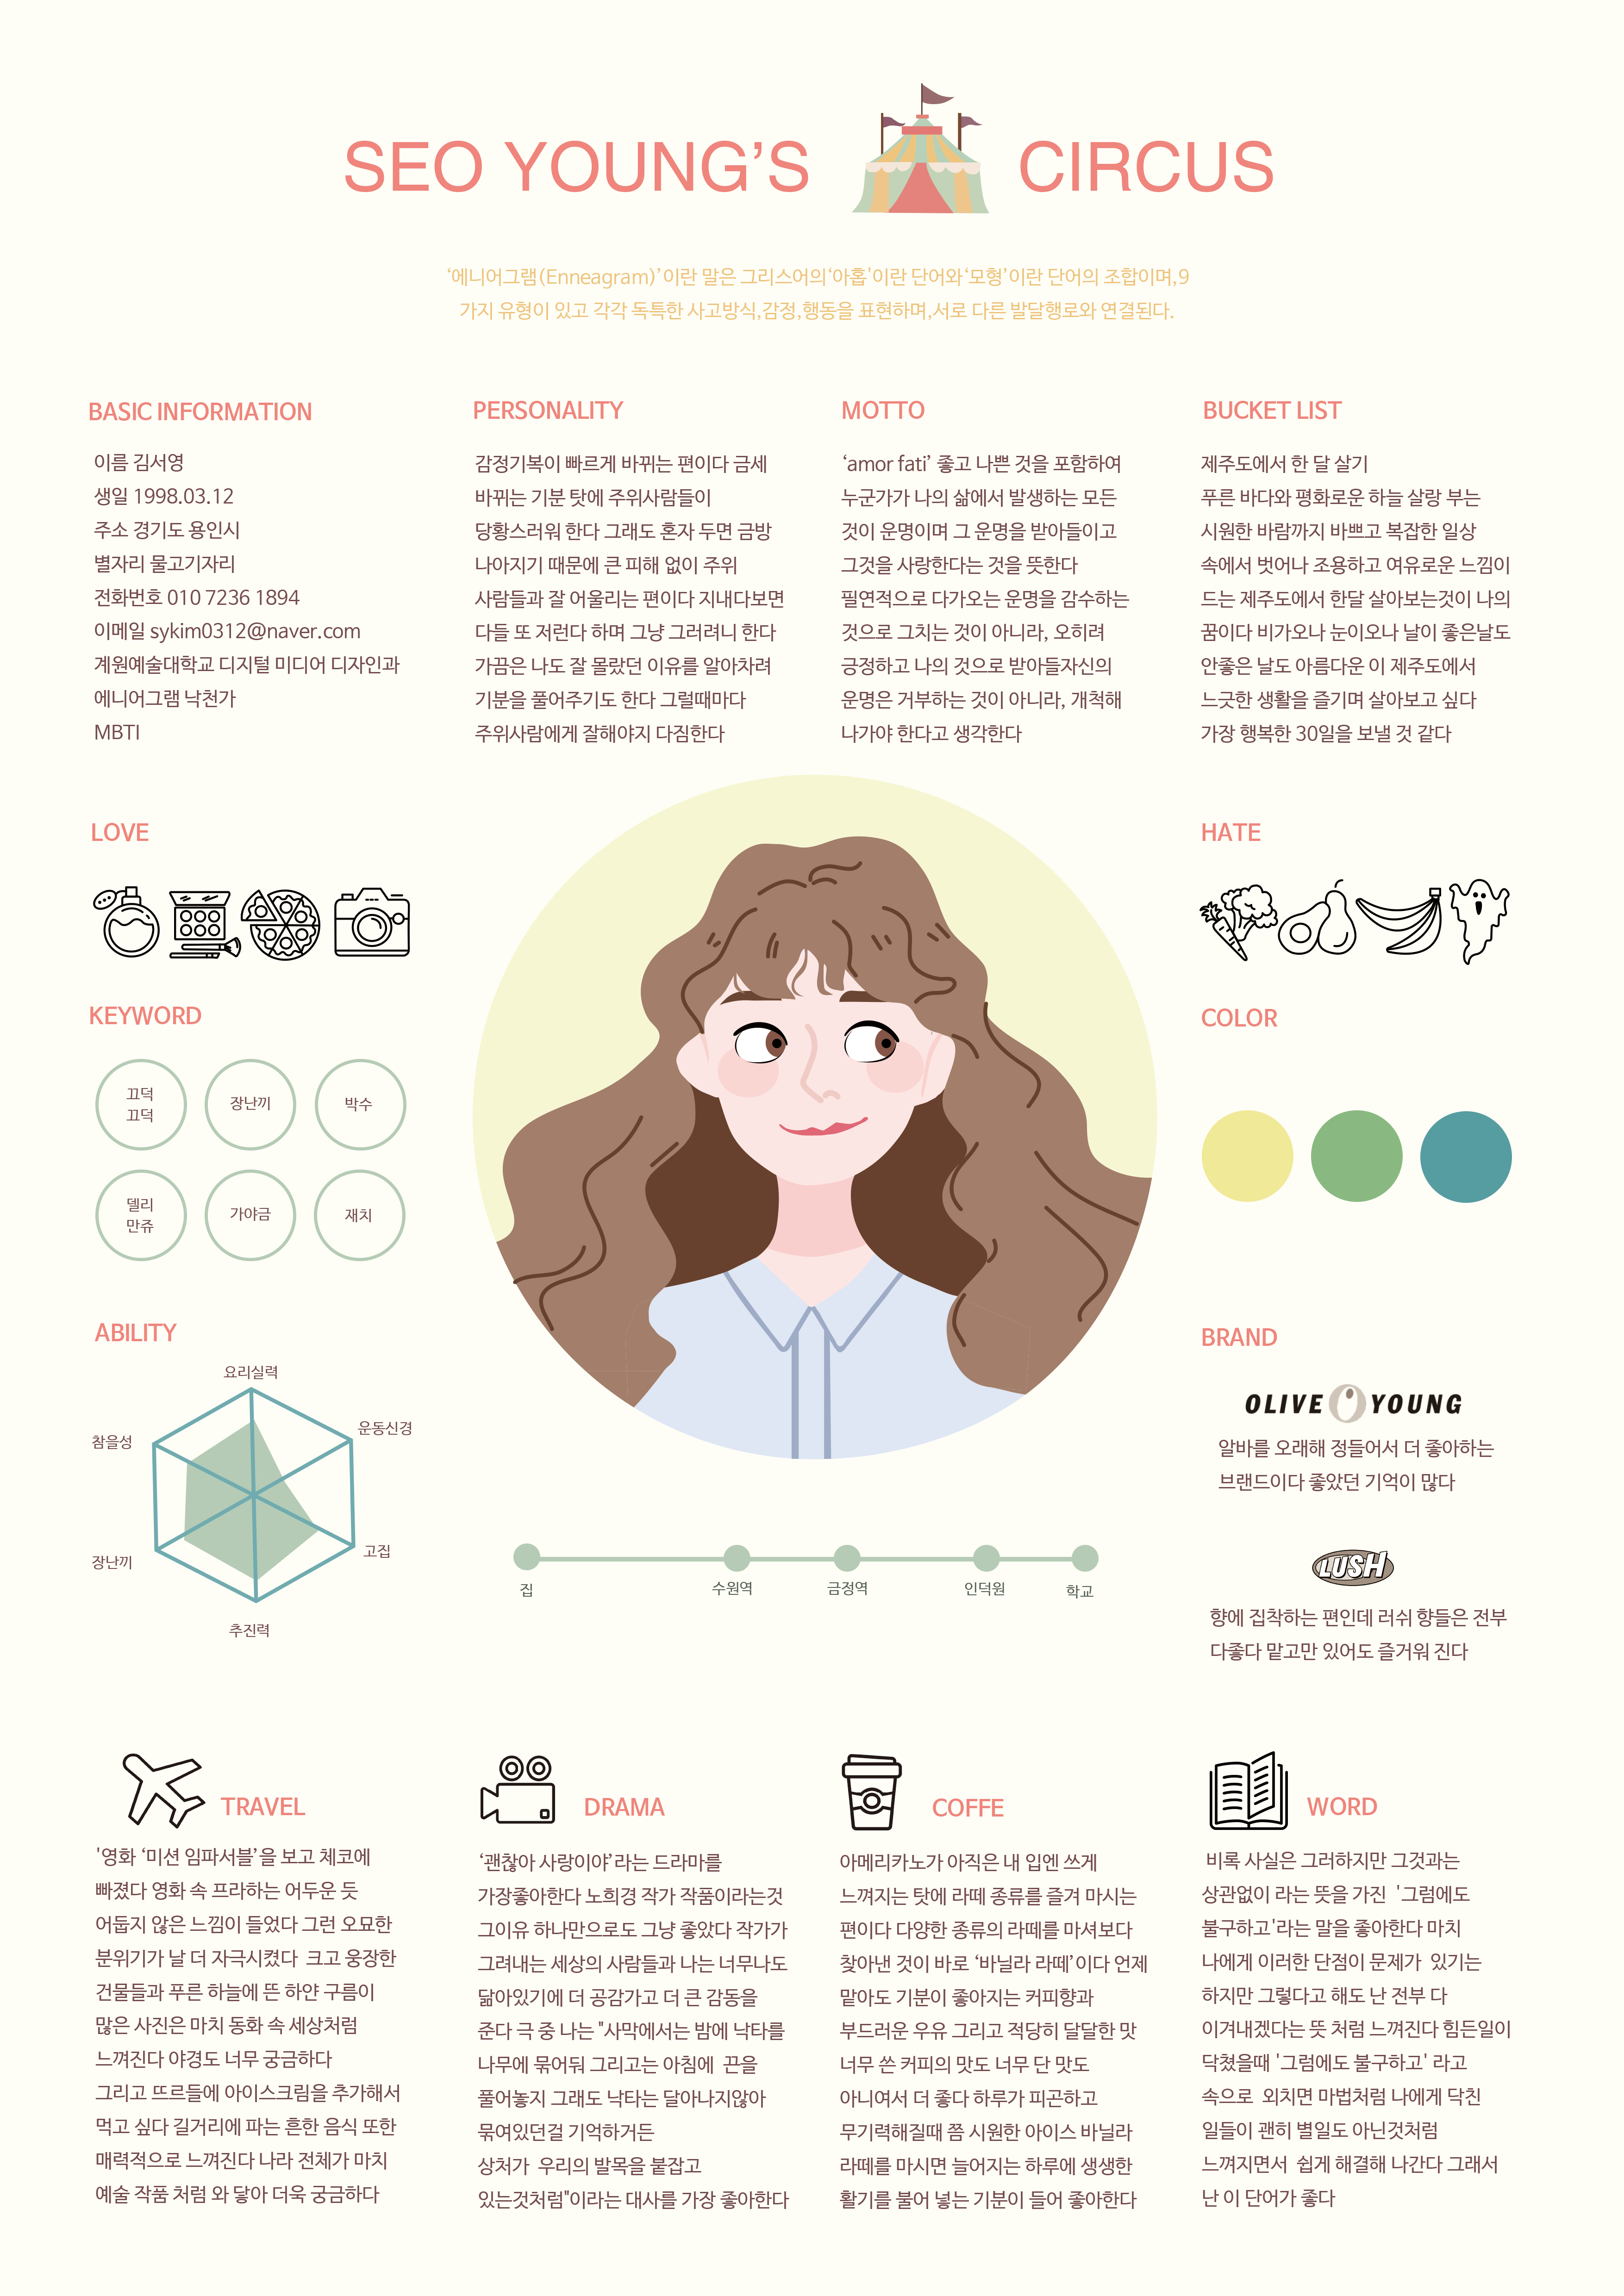 SEO YOUNG’S CIRCUS
‘에니어그램(Enneagram)’이란 말은 그리스어의‘아홉'이란 단어와‘모형’이란 단어의 조합이며,9
가지 유형이 있고 각각 독특한 사고방식,감정,행동을 표현하며,서로 다른 발달행로와 연결된다.
BASIC INFORMATION
이름 김서영
생일 1998.03.12
주소 경기도 용인시
별자리 물고기자리
전화번호 010 7236 1894
이메일 sykim0312@naver.com
계원예술대학교 디지털 미디어 디자인과
에니어그램 낙천가
MBTI
PERSONALITY
감정기복이 빠르게 바뀌는 편이다 금세
바뀌는 기분 탓에 주위사람들이
당황스러워 한다 그래도 혼자 두면 금방
나아지기 때문에 큰 피해 없이 주위
사람들과 잘 어울리는 편이다 지내다보면
다들 또 저런다 하며 그냥 그러려니 한다
가끔은 나도 잘 몰랐던 이유를 알아차려
기분을 풀어주기도 한다 그럴때마다
주위사람에게 잘해야지 다짐한다
MOTTO
‘amor fati’ 좋고 나쁜 것을 포함하여
누군가가 나의 삶에서 발생하는 모든
것이 운명이며 그 운명을 받아들이고
그것을 사랑한다는 것을 뜻한다
필연적으로 다가오는 운명을 감수하는
것으로 그치는 것이 아니라, 오히려
긍정하고 나의 것으로 받아들자신의
운명은 거부하는 것이 아니라, 개척해
나가야 한다고 생각한다
BUCKET LIST
제주도에서 한 달 살기
푸른 바다와 평화로운 하늘 살랑 부는
시원한 바람까지 바쁘고 복잡한 일상
속에서 벗어나 조용하고 여유로운 느낌이
드는 제주도에서 한달 살아보는것이 나의
꿈이다 비가오나 눈이오나 날이 좋은날도
안좋은 날도 아름다운 이 제주도에서
느긋한 생활을 즐기며 살아보고 싶다
가장 행복한 30일을 보낼 것 같다
LOVE
HATE
KEYWORD
끄덕
끄덕
장난끼
박수
델리
만쥬
가야금
재치
COLOR
ABILITY
요리실력
운동신경
참을성
고집
장난끼
추진력
집
수원역
금정역
인덕원
학교
BRAND
OLIVE YOUNG
알바를 오래해 정들어서 더 좋아하는
브랜드이다 좋았던 기억이 많다
LUSH
향에 집착하는 편인데 러쉬 향들은 전부
다좋다 맡고만 있어도 즐거워 진다
TRAVEL
'영화 ‘미션 임파서블’을 보고 체코에
빠졌다 영화 속 프라하는 어두운 듯
어둡지 않은 느낌이 들었다 그런 오묘한
분위기가 날 더 자극시켰다 크고 웅장한
건물들과 푸른 하늘에 뜬 하얀 구름이
많은 사진은 마치 동화 속 세상처럼
느껴진다 야경도 너무 궁금하다
그리고 뜨르들에 아이스크림을 추가해서
먹고 싶다 길거리에 파는 흔한 음식 또한
매력적으로 느껴진다 나라 전체가 마치
예술 작품 처럼 와 닿아 더욱 궁금하다
DRAMA
‘괜찮아 사랑이야’라는 드라마를
가장좋아한다 노희경 작가 작품이라는것
그이유 하나만으로도 그냥 좋았다 작가가
그려내는 세상의 사람들과 나는 너무나도
닮아있기에 더 공감가고 더 큰 감동을
준다 극 중 나는 "사막에서는 밤에 낙타를
나무에 묶어둬 그리고는 아침에 끈을
풀어놓지 그래도 낙타는 달아나지않아
묶여있던걸 기억하거든
상처가 우리의 발목을 붙잡고
있는것처럼"이라는 대사를 가장 좋아한다
COFFE
아메리카노가 아직은 내 입엔 쓰게
느껴지는 탓에 라떼 종류를 즐겨 마시는
편이다 다양한 종류의 라떼를 마셔보다
찾아낸 것이 바로 ‘바닐라 라떼’이다 언제
맡아도 기분이 좋아지는 커피향과
부드러운 우유 그리고 적당히 달달한 맛
너무 쓴 커피의 맛도 너무 단 맛도
아니여서 더 좋다 하루가 피곤하고
무기력해질때 쯤 시원한 아이스 바닐라
라떼를 마시면 늘어지는 하루에 생생한
활기를 불어 넣는 기분이 들어 좋아한다
WORD
비록 사실은 그러하지만 그것과는
상관없이 라는 뜻을 가진 '그럼에도
불구하고'라는 말을 좋아한다 마치
나에게 이러한 단점이 문제가 있기는
하지만 그렇다고 해도 난 전부 다
이겨내겠다는 뜻 처럼 느껴진다 힘든일이
닥쳤을때 '그럼에도 불구하고' 라고
속으로 외치면 마법처럼 나에게 닥친
일들이 괜히 별일도 아닌것처럼
느껴지면서 쉽게 해결해 나간다 그래서
난 이 단어가 좋다